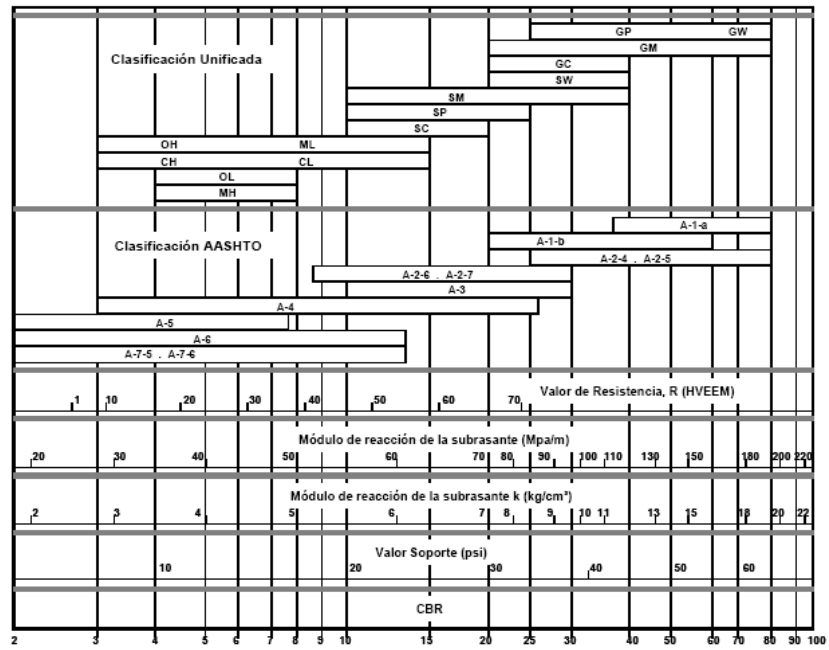 GP GW
Clasificación Unificada
GM
GC
SW
SM
SP
SC
OH ML
CH CL
OL
MH
A-1-a
Clasificación AASHTO
A-1-b
A-2-4 . A-2-5
A-2-6 . A-2-7
A-3
A-4
A-5
A-6
A-7-5 . A-7-6
Valor de Resistencia, R (HVEEM)
1 10 20 30 40 50 60 70
Módulo de reacción de la subrasante (Mpa/m)
20 30 40 50 60 70 80 90 100 110 130 150 180 200 220
Módulo de reacción de la subrasante k (kg/cm³)
2 3 4 5 6 7 8 9 10 11 13 15 18 20 22
Valor Soporte (psi)
10 20 30 40 50 60
CBR
2 3 4 5 6 7 8 9 10 15 20 25 30 40 50 60 70 80 90 100